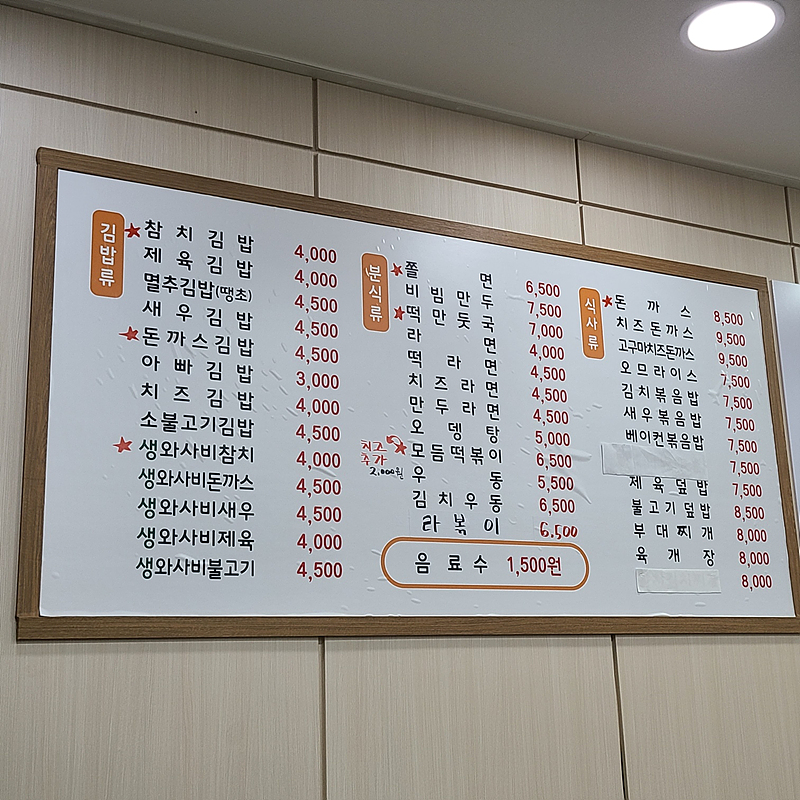 김밥류
참치김밥 4,000
제육김밥 4,000
멸추김밥(땡초) 4,500
새우김밥 4,500
돈까스김밥 4,500
아빠김밥 3,000
치즈김밥 4,000
소불고기김밥 4,500
생와사비참치 4,000
생와사비돈까스 4,500
생와사비새우 4,500
생와사비제육 4,000
생와사비불고기 4,500
분식류
쫄면 6,500
비빔만두 7,500
떡만둣국 7,000
라면 4,000
떡라면 4,500
치즈라면 4,500
만두라면 4,500
오뎅탕 5,000
치즈
추가
2,000원
모듬떡볶이 6,500
우동 5,500
김치우동 6,500
라볶이 6,500
음료수 1,500원
식사류
돈까스 8,500
치즈돈까스 9,500
고구마치즈돈까스 9,500
오므라이스 7,500
김치볶음밥 7,500
새우볶음밥 7,500
베이컨볶음밥 7,500
7,500
제육덮밥 7,500
불고기덮밥 8,500
부대찌개 8,000
육개장 8,000
8,000